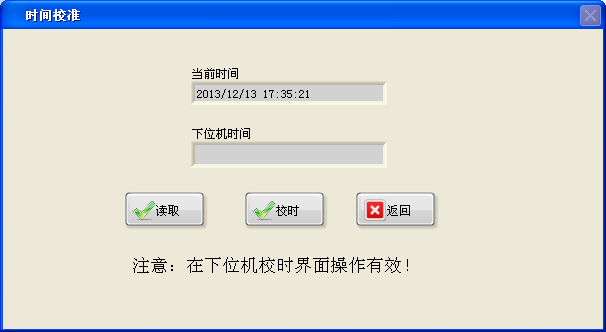 时间校准
当前时间
2013/12/13 17:35:21
下位机时间
读取 校时 返回
注意：在下位机校时界面操作有效！